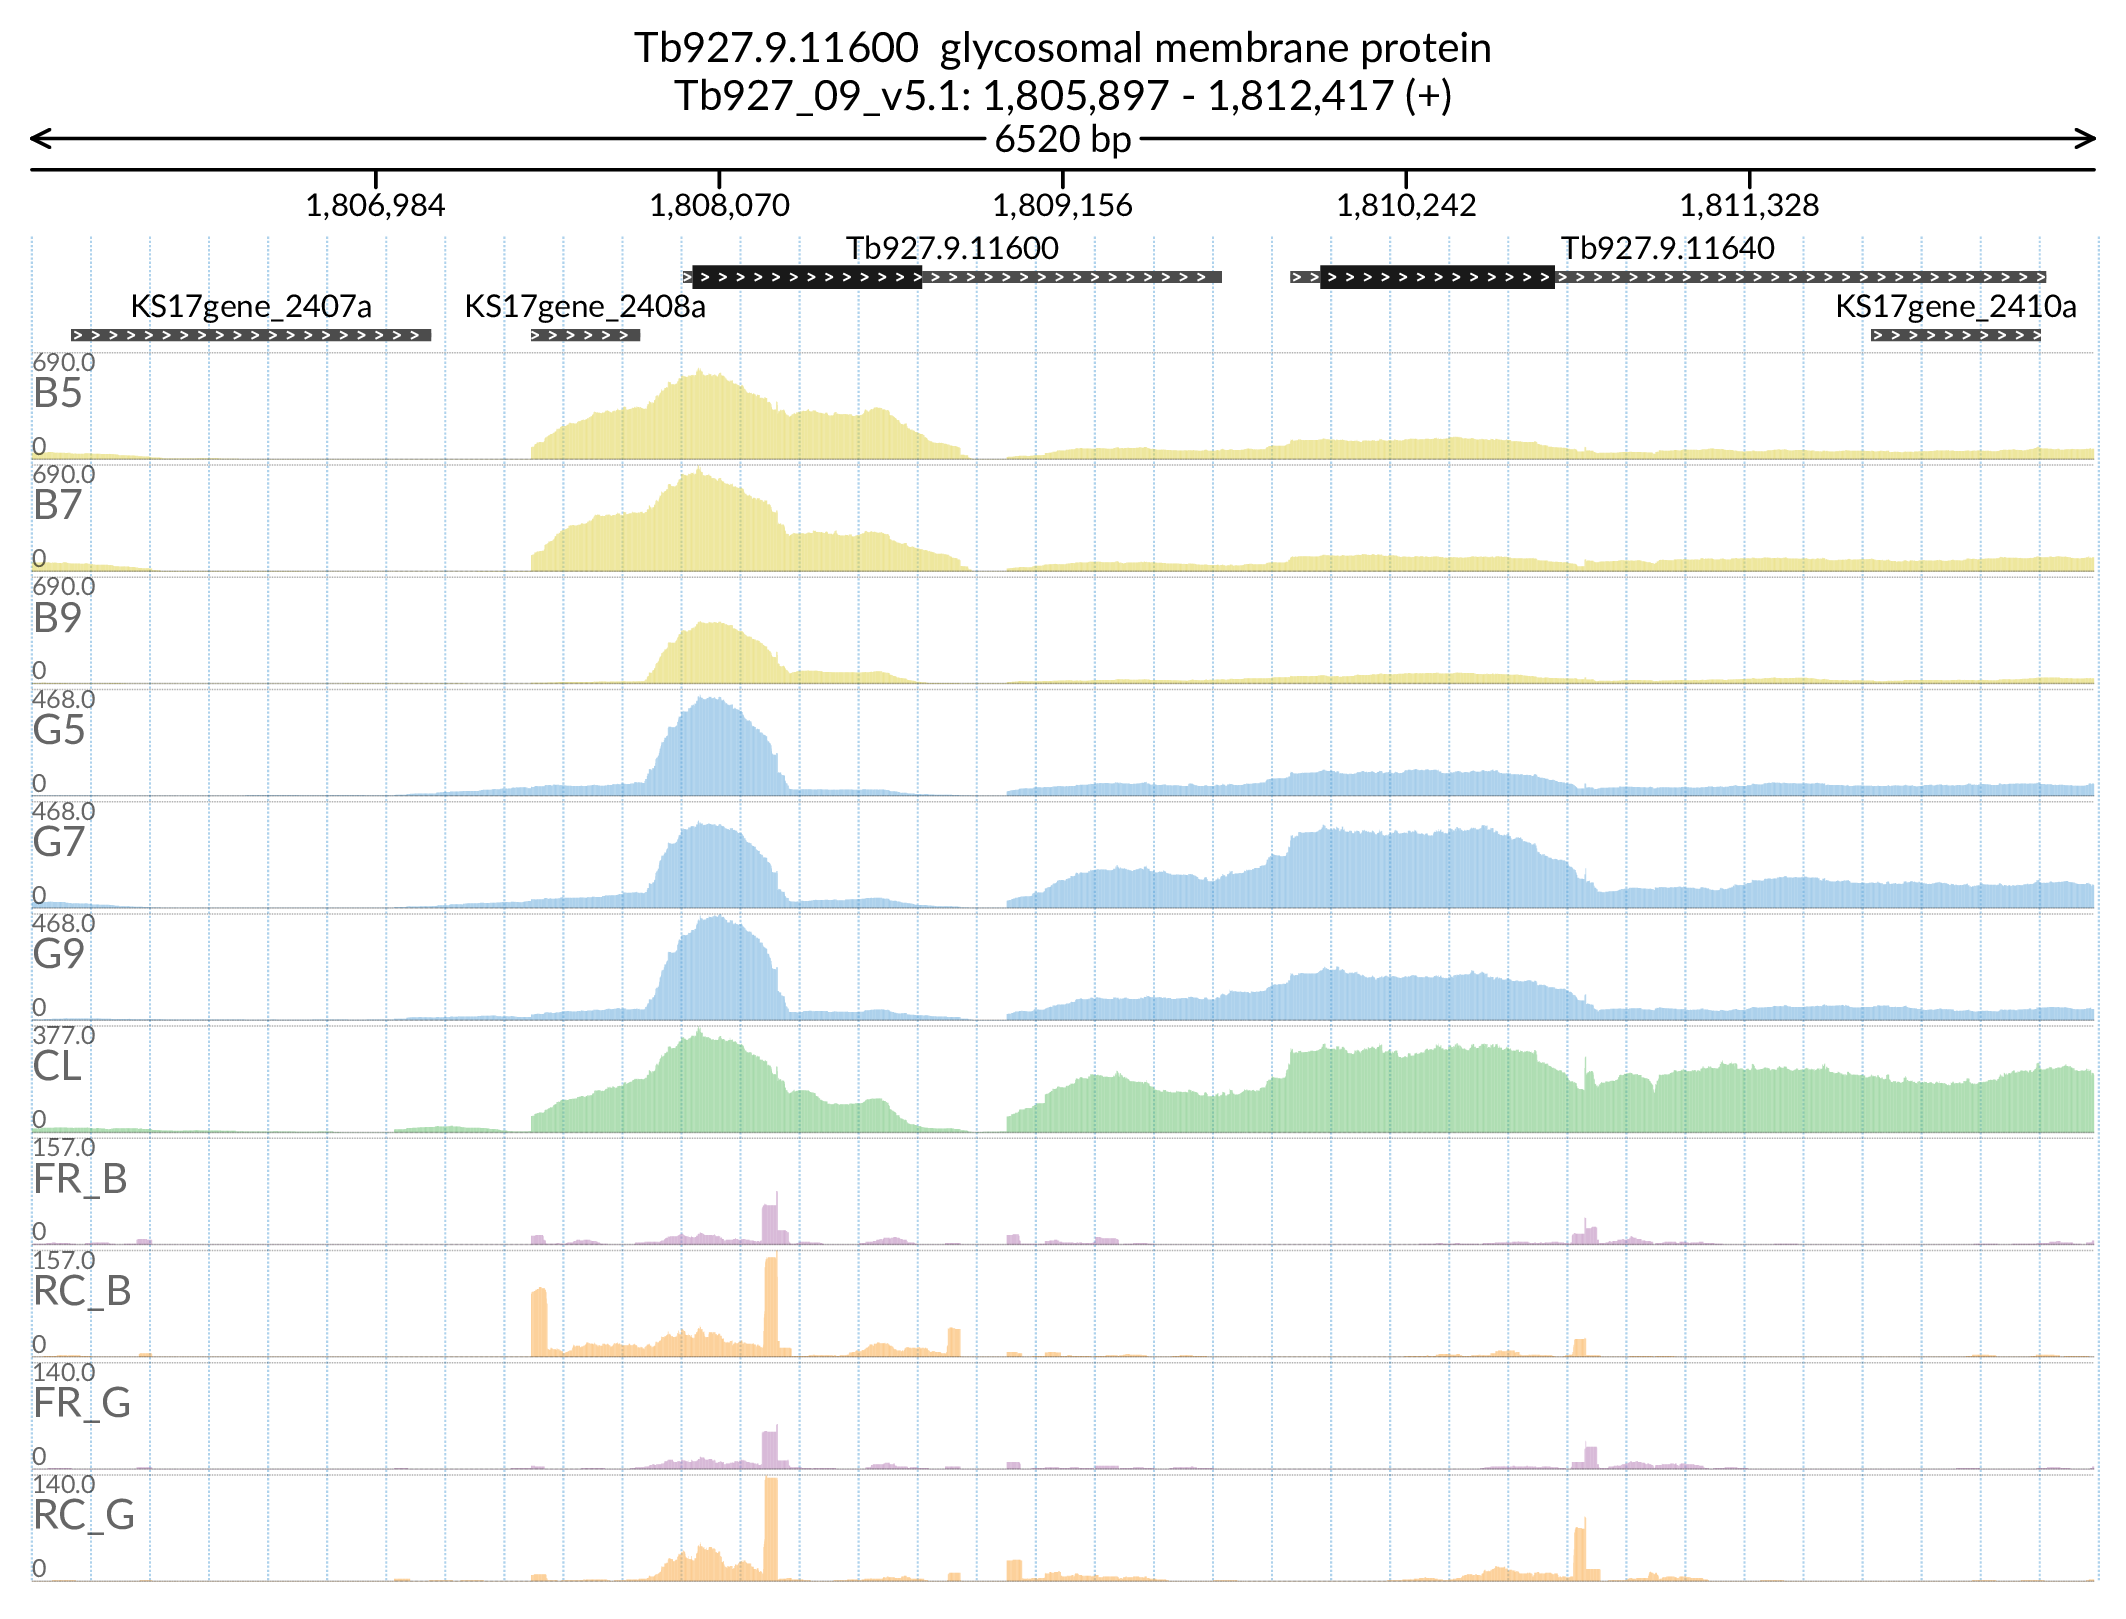 Tb927.9.11600  glycosomal membrane protein
Tb927_09_v5.1: 1,805,897 - 1,812,417 (+)
6520 bp
1,806,984 1,808,070 1,809,156 1,810,242 1,811,328
Tb927.9.11600 Tb927.9.11640
KS17gene_2407a KS17gene_2408a KS17gene_2410a
690.0
B5
0
690.0
B7
0
690.0
B9
0
468.0
G5
0
468.0
G7
0
468.0
G9
0
377.0
CL
0
157.0
FR_B
0
157.0
RC_B
0
140.0
FR_G
0
140.0
RC_G
0